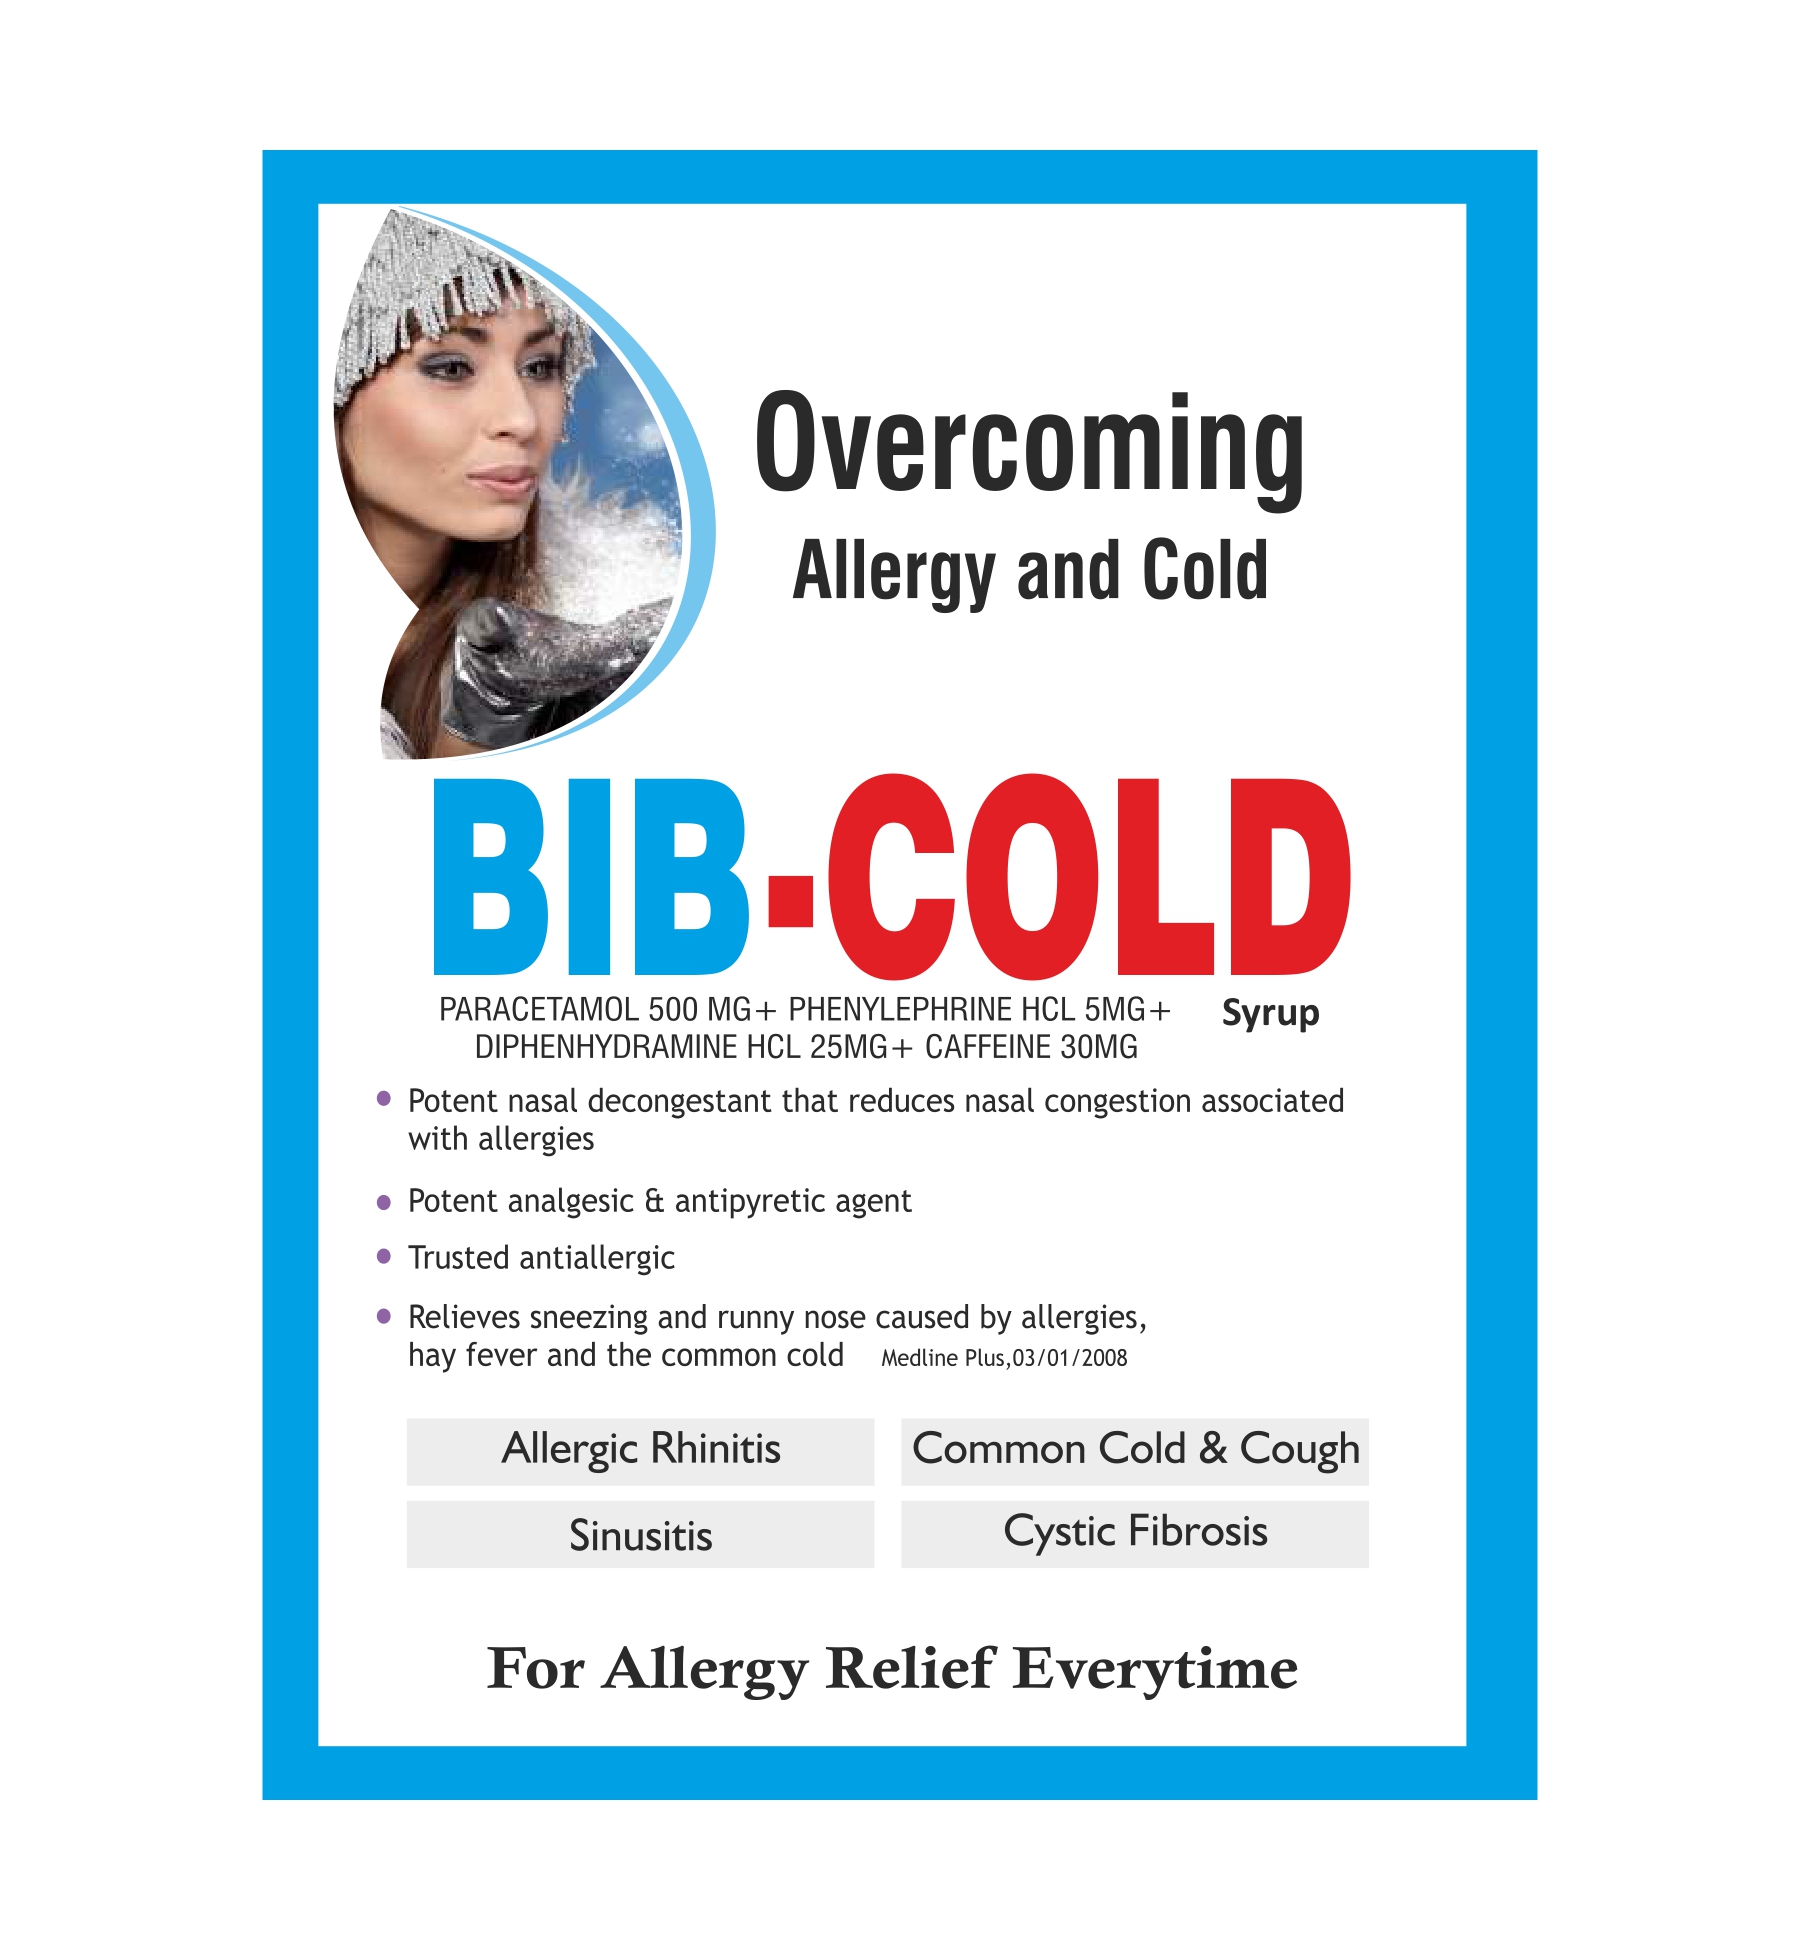 Overcoming
Allergy and Cold
BIB-COLD
PARACETAMOL 500 MG+ PHENYLEPHRINE HCL 5MG+
DIPHENHYDRAMINE HCL 25MG+ CAFFEINE 30MG
Syrup
• Potent nasal decongestant that reduces nasal congestion associated
with allergies
• Potent analgesic & antipyretic agent
• Trusted antiallergic
• Relieves sneezing and runny nose caused by allergies,
hay fever and the common cold Medline Plus,03/01/2008
Allergic Rhinitis
Common Cold & Cough
Sinusitis
Cystic Fibrosis
For Allergy Relief Everytime